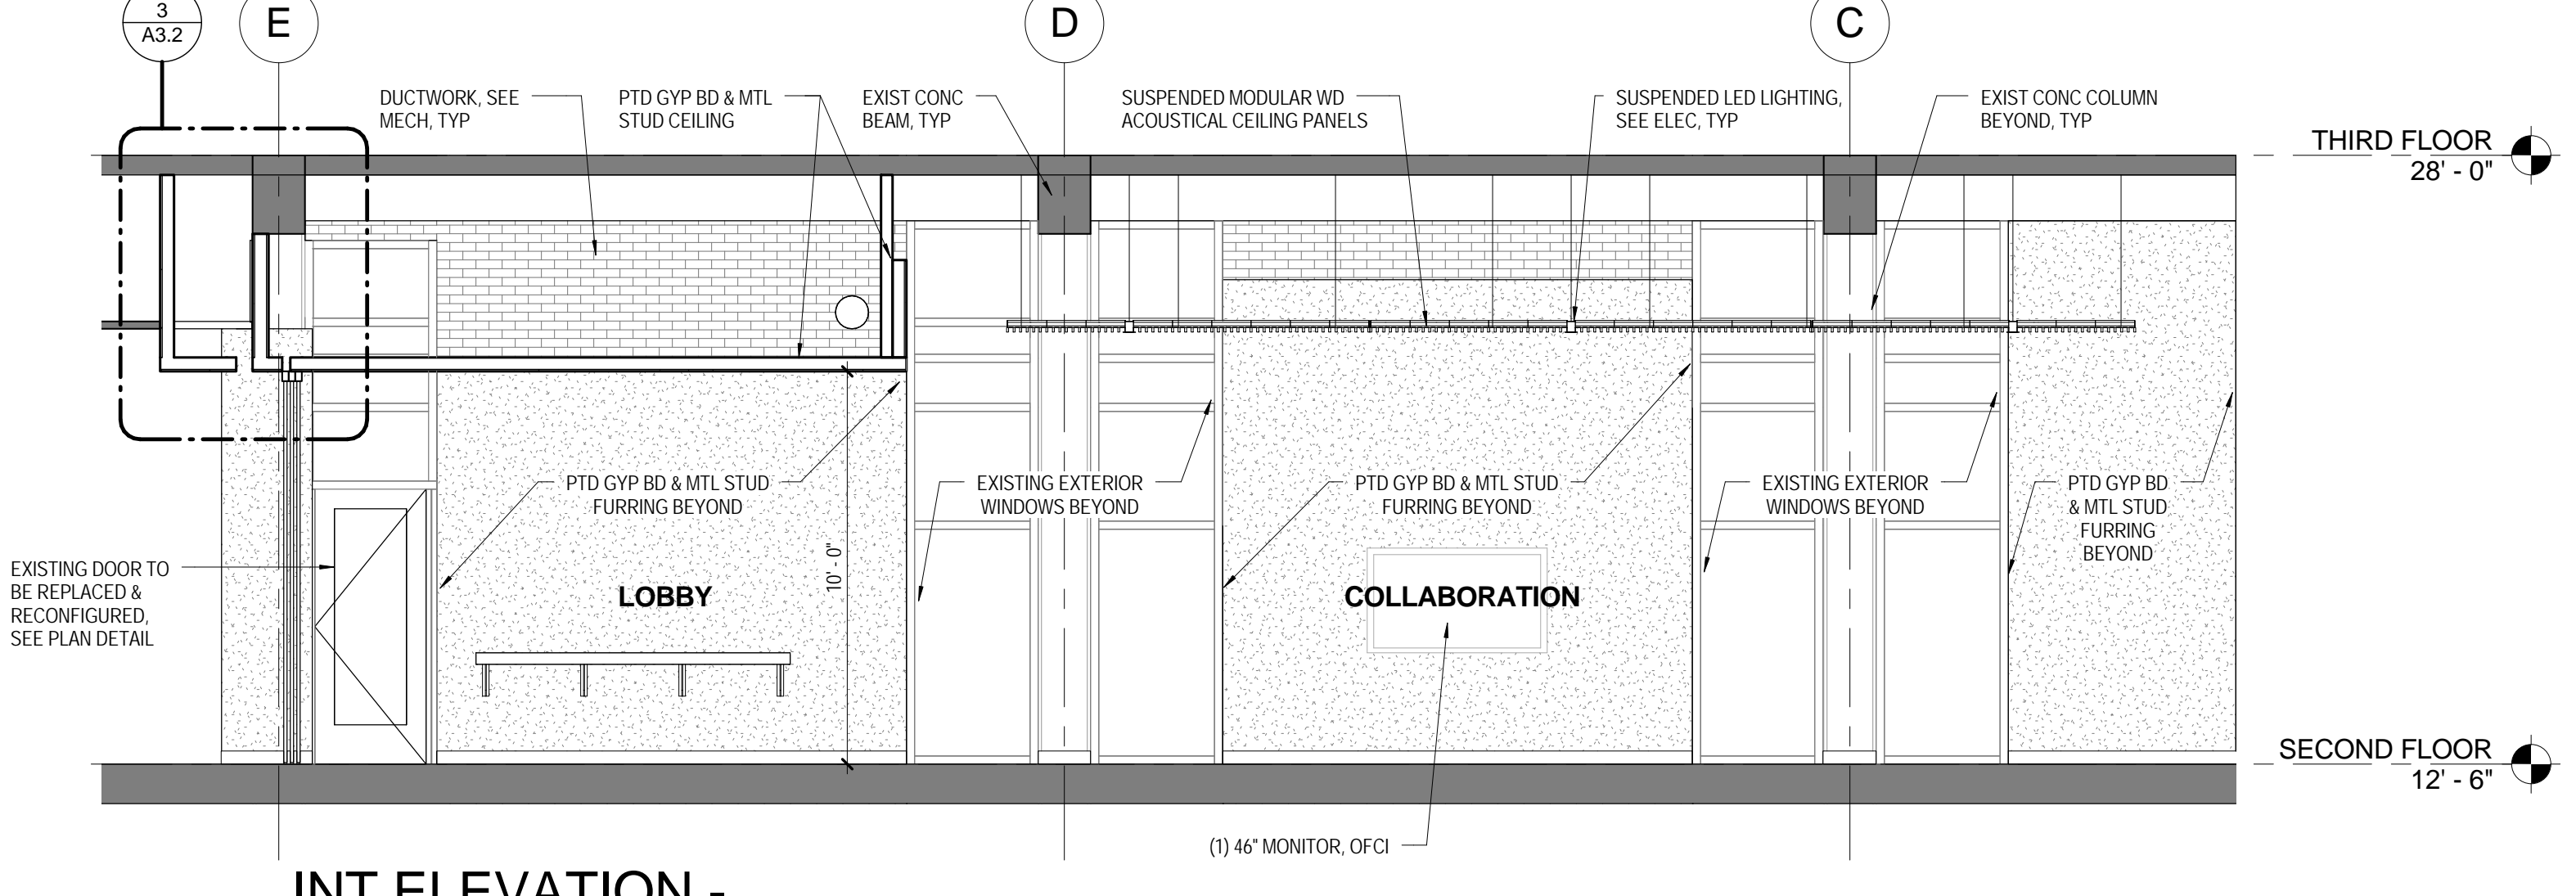 3
A3.2
E
D
C
DUCTWORK, SEE
MECH, TYP
PTD GYP BD & MTL
STUD CEILING
EXIST CONC
BEAM, TYP
SUSPENDED MODULAR WD
ACOUSTICAL CEILING PANELS
SUSPENDED LED LIGHTING,
SEE ELEC, TYP
EXIST CONC COLUMN
BEYOND, TYP
THIRD FLOOR
28' - 0"
PTD GYP BD & MTL STUD
FURRING BEYOND
EXISTING EXTERIOR
WINDOWS BEYOND
PTD GYP BD & MTL STUD
FURRING BEYOND
EXISTING EXTERIOR
WINDOWS BEYOND
PTD GYP BD
& MTL STUD
FURRING
BEYOND
EXISTING DOOR TO
BE REPLACED &
RECONFIGURED,
SEE PLAN DETAIL
LOBBY
10' - 0"
COLLABORATION
SECOND FLOOR
12' - 6"
(1) 46" MONITOR, OFCI
INT ELEVATION -